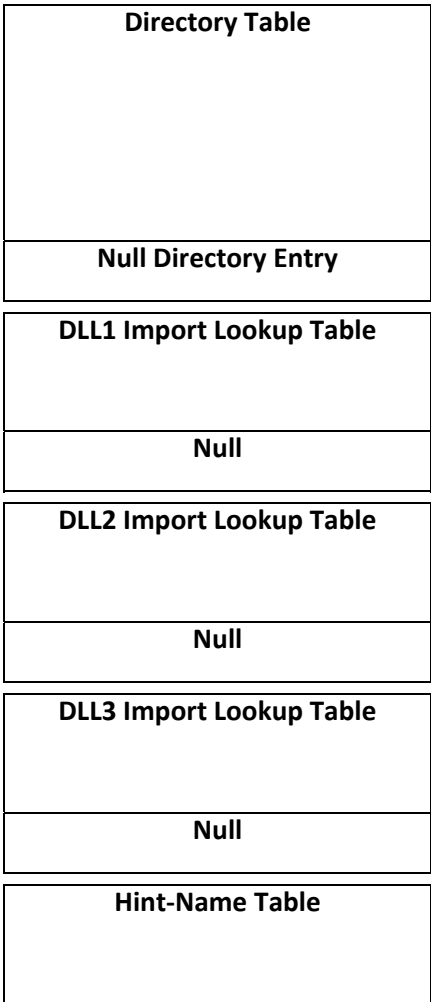 Directory Table
Null Directory Entry
DLL1 Import Lookup Table
Null
DLL2 Import Lookup Table
Null
DLL3 Import Lookup Table
Null
Hint-Name Table